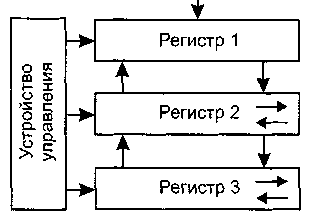 Регистр 1
Устройство
управления
Регистр 2
Регистр 3